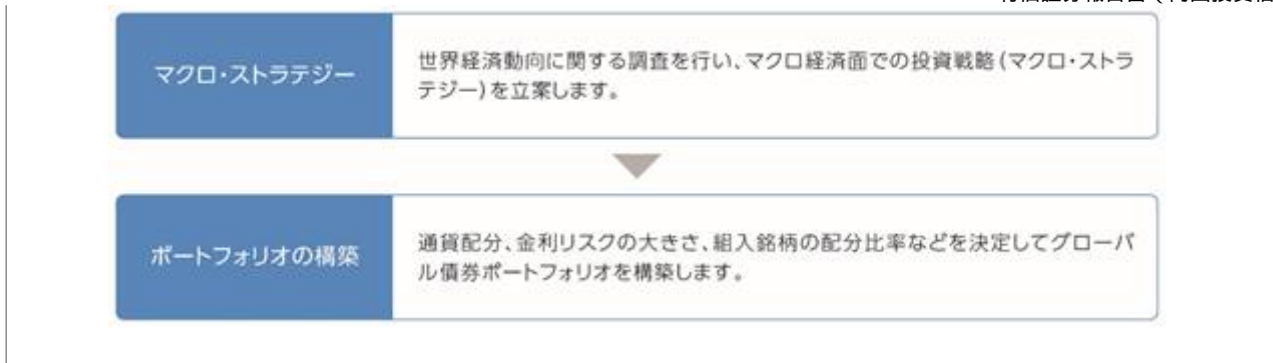 マクロ・ストラテジー
世界経済動向に関する調査を行い、マクロ経済面での投資戦略(マクロ・ストラ
テジー)を立案します。
ポートフォリオの構築
通貨配分、金利リスクの大きさ、組入銘柄の配分比率などを決定してグローバ
ル債券ポートフォリオを構築します。